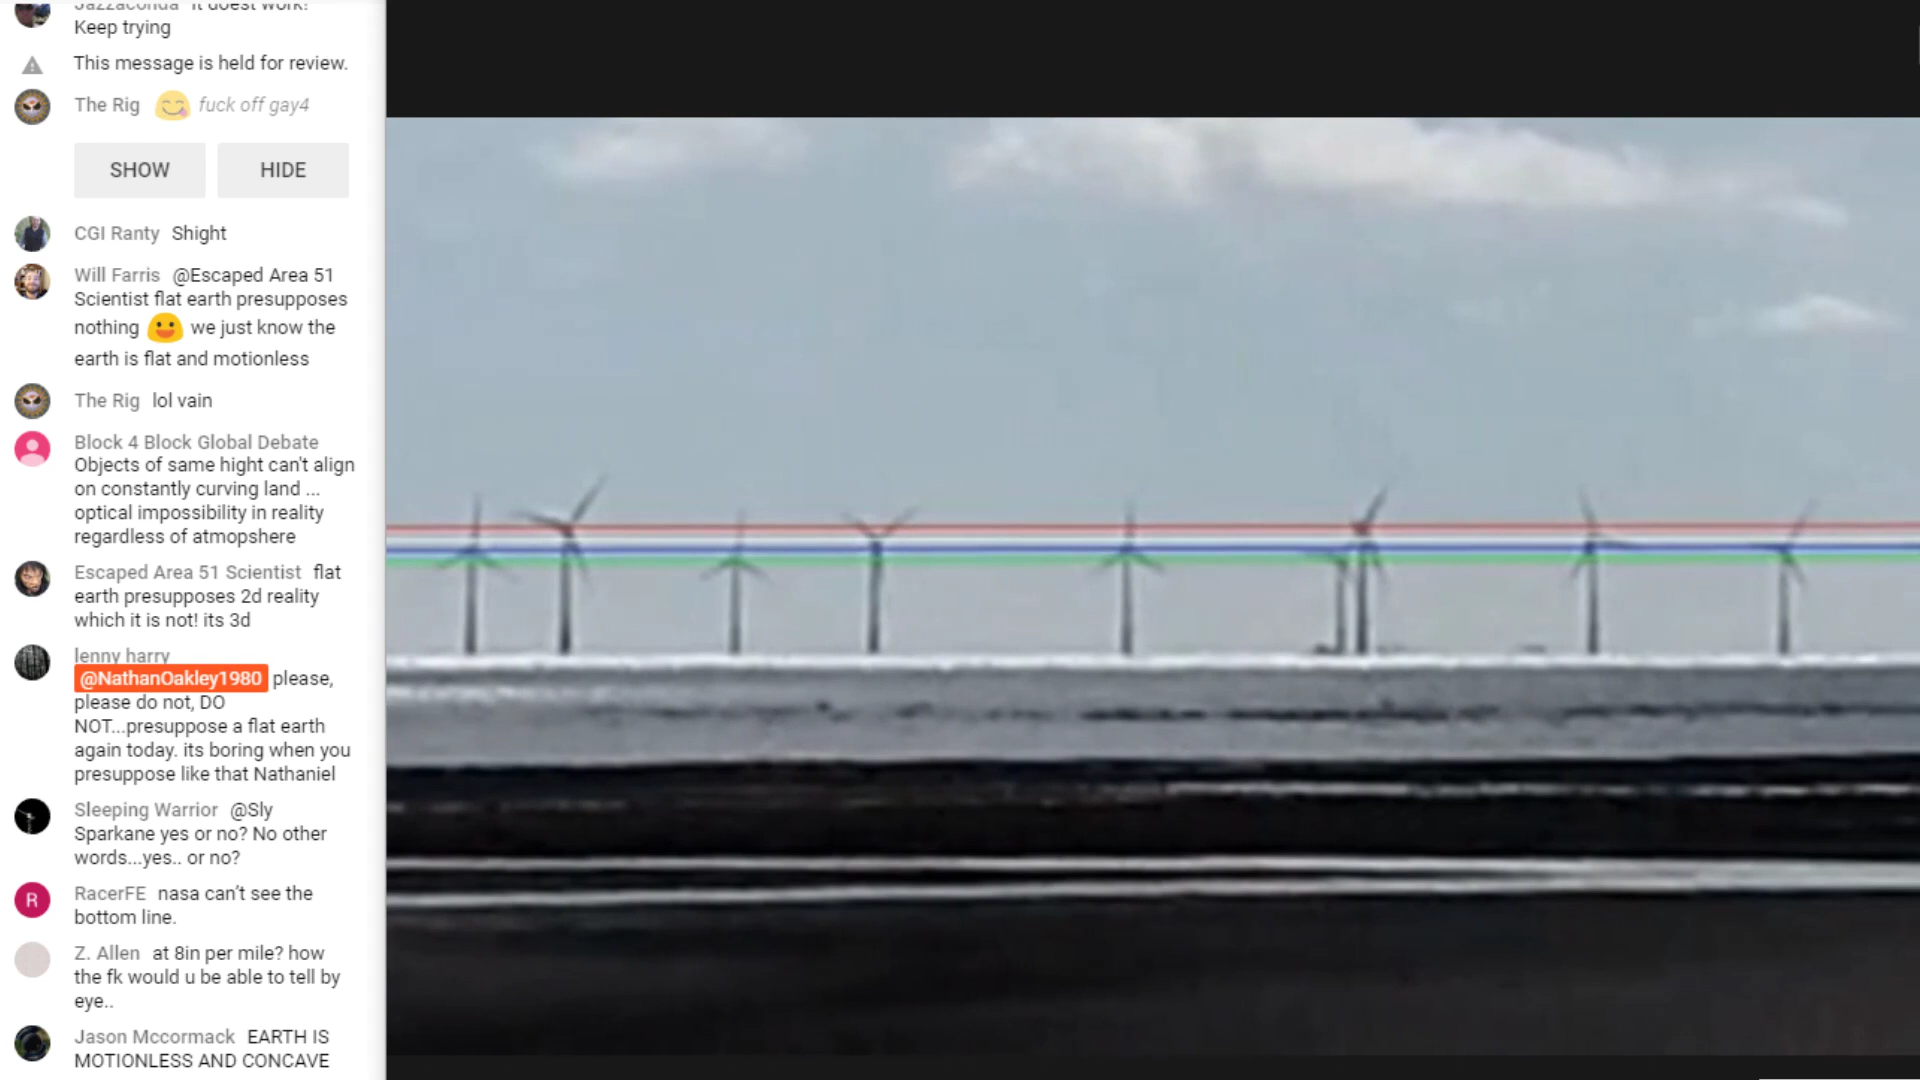 Jazzaconda it doest work!
Keep trying
This message is held for review.
The Rig fuck off gay4
SHOW HIDE
CGI Ranty Shight
Will Farris @Escaped Area 51
Scientist flat earth presupposes
nothing we just know the
earth is flat and motionless
The Rig lol vain
Block 4 Block Global Debate
Objects of same hight can't align
on constantly curving land ...
optical impossibility in reality
regardless of atmopshere
Escaped Area 51 Scientist flat
earth presupposes 2d reality
which it is not! its 3d
lenny harry
@NathanOakley1980 please,
please do not, DO
NOT...presuppose a flat earth
again today. its boring when you
presuppose like that Nathaniel
Sleeping Warrior @Sly
Sparkane yes or no? No other
words...yes.. or no?
R RacerFE nasa can't see the
bottom line.
Z. Allen at 8in per mile? how
the fk would u be able to tell by
eye..
Jason Mccormack EARTH IS
MOTIONLESS AND CONCAVE